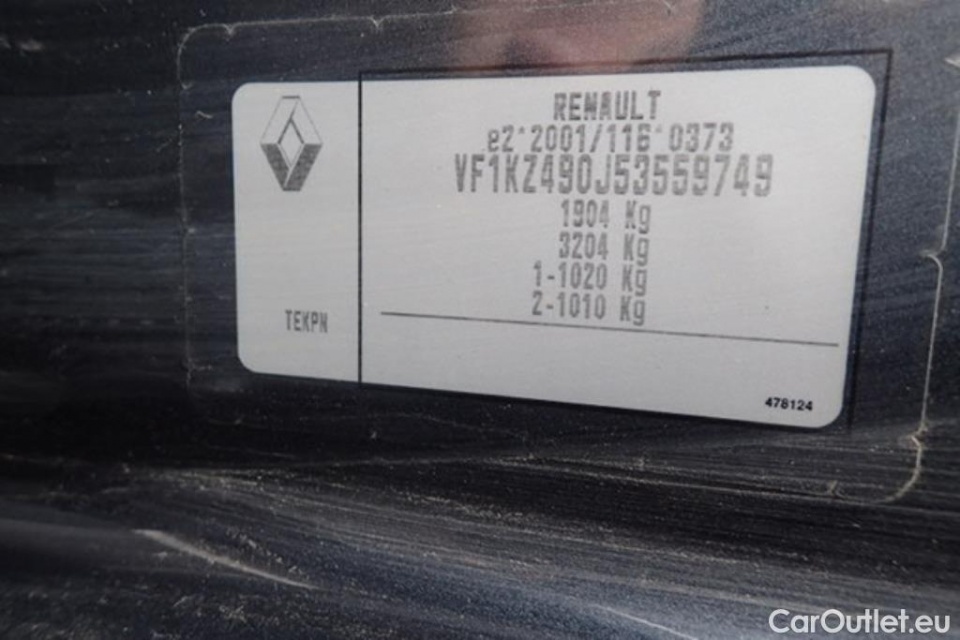 RENAULT
e2*2001/116*0373
VF1KZ490J53559749
1904 Kg
3204 Kg
1-1020 Kg
2-1010 Kg
TEKPN
478124
CarOutlet.eu